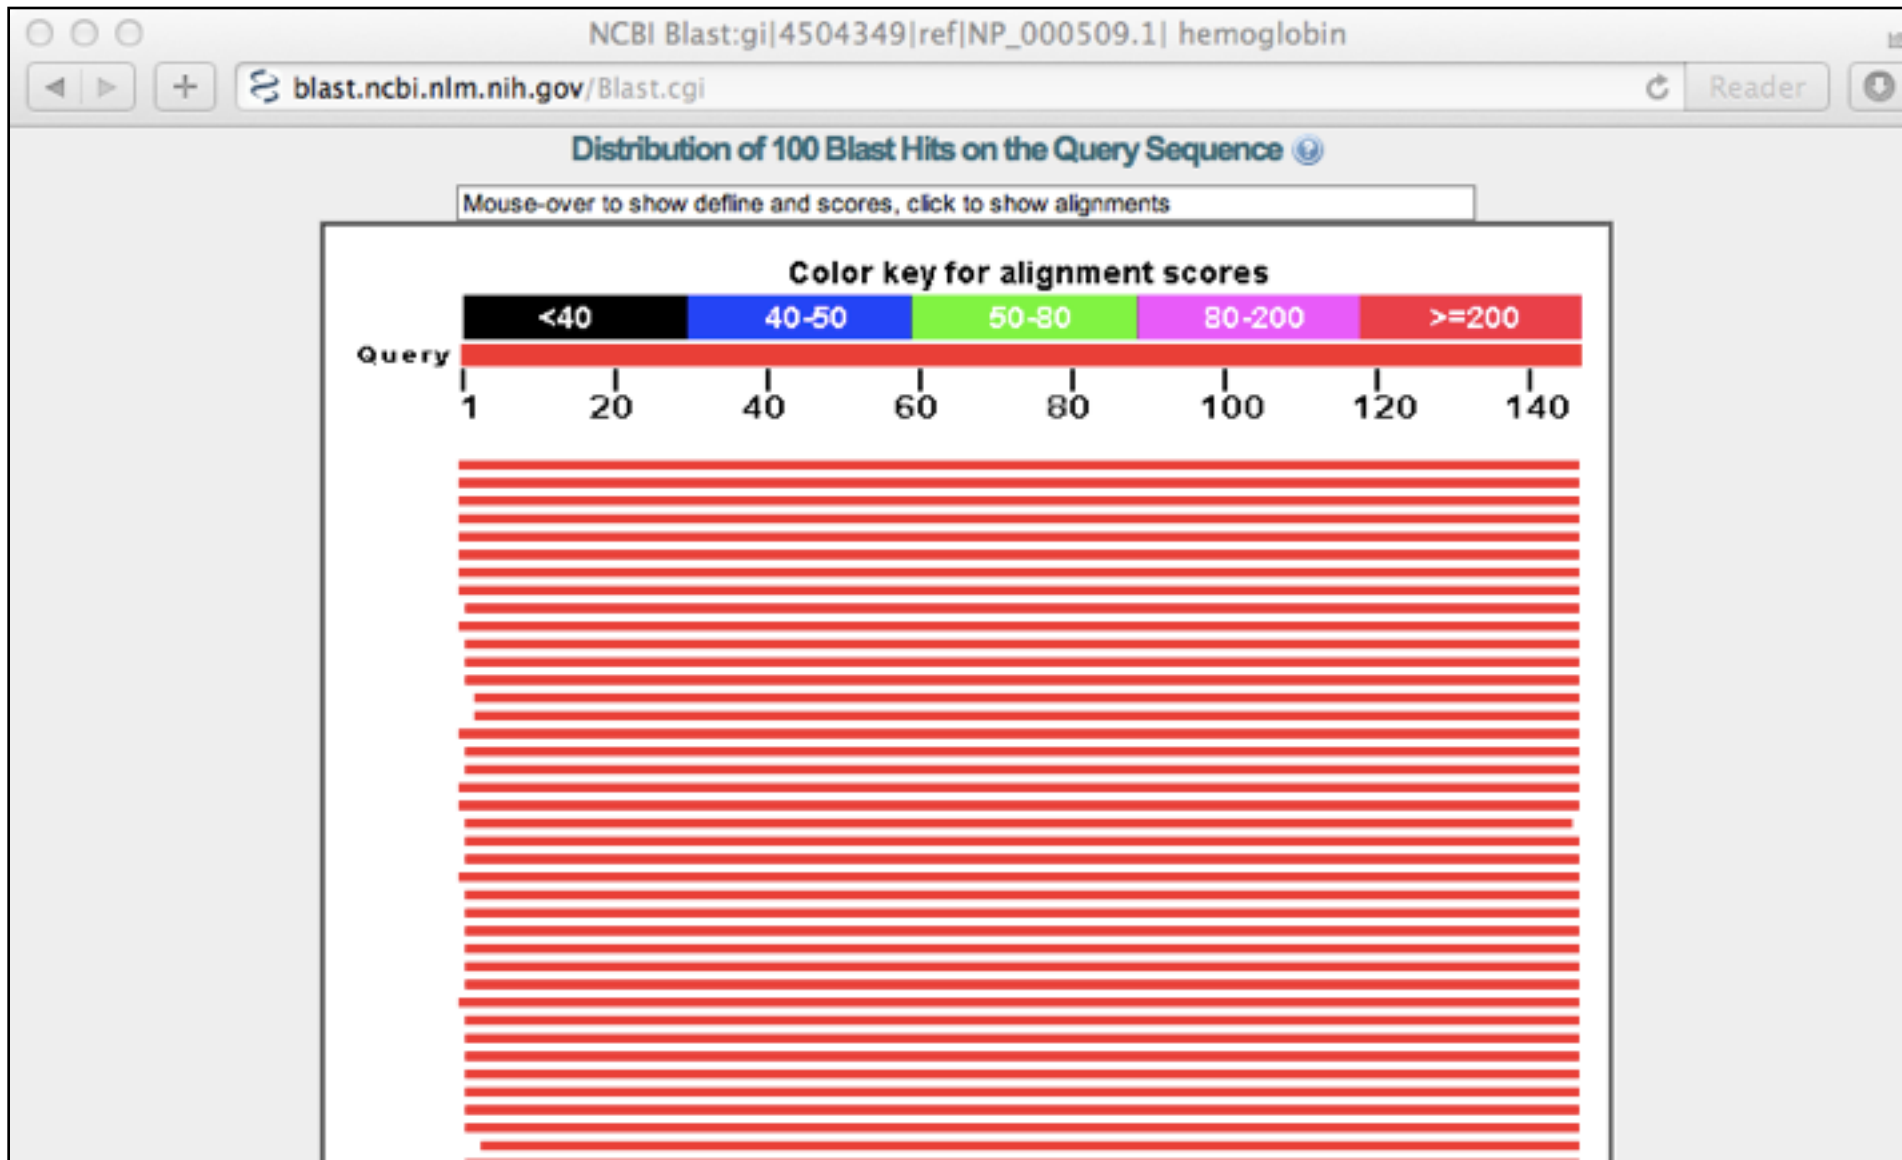 NCBI Blast:gi|4504349|ref|NP_000509.1| hemoglobin
blast.ncbi.nlm.nih.gov/Blast.cgi
Reader
Distribution of 100 Blast Hits on the Query Sequence
Mouse-over to show defline and scores, click to show alignments
Color key for alignment scores
<40 40-50 50-80 80-200 >=200
Query
1 20 40 60 80 100 120 140